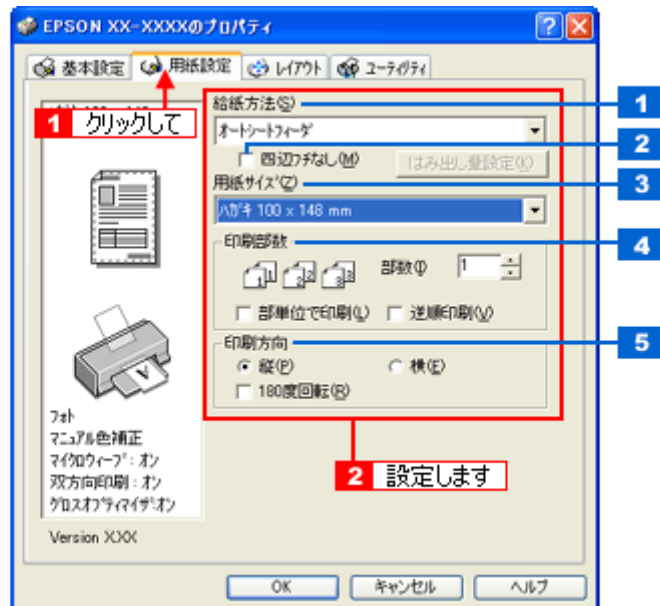 EPSON XX-XXXXのプロパティ
基本設定 用紙設定 レイアウト ユーティリティ
1 クリックして
給紙方法(S)
1
オートシートフィーダ
四辺フチなし(M) はみ出し量設定(K)
2
用紙サイズ(Z)
3
ハガキ 100 x 148 mm
印刷部数
4
部数(I) 1
部単位で印刷(L) 逆順印刷(V)
印刷方向
5
縦(P) 横(E)
180度回転(R)
フォト
マニュアル色補正
マイクロウィーブ：オン
双方向印刷：オン
グロスオプティマイザ：オン
2 設定します
Version XXX
OK キャンセル ヘルプ